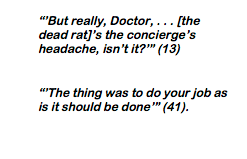 “’But really, Doctor, . . . [the
dead rat]’s the concierge’s
headache, isn’t it?’” (13)
“’The thing was to do your job as
is it should be done’” (41).